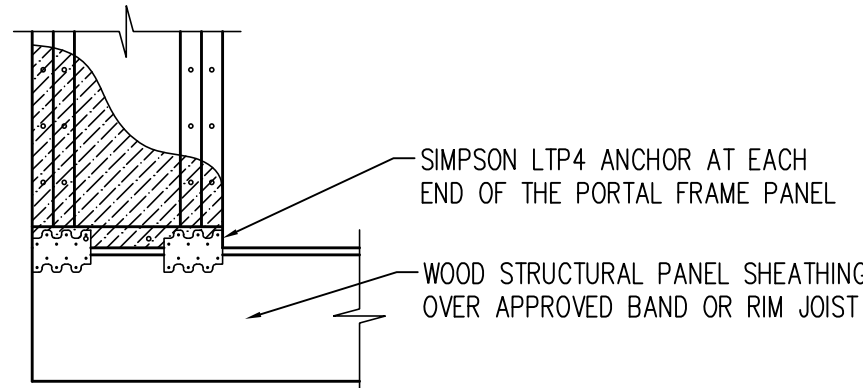 SIMPSON LTP4 ANCHOR AT EACH
END OF THE PORTAL FRAME PANEL
WOOD STRUCTURAL PANEL SHEATHING
OVER APPROVED BAND OR RIM JOIST